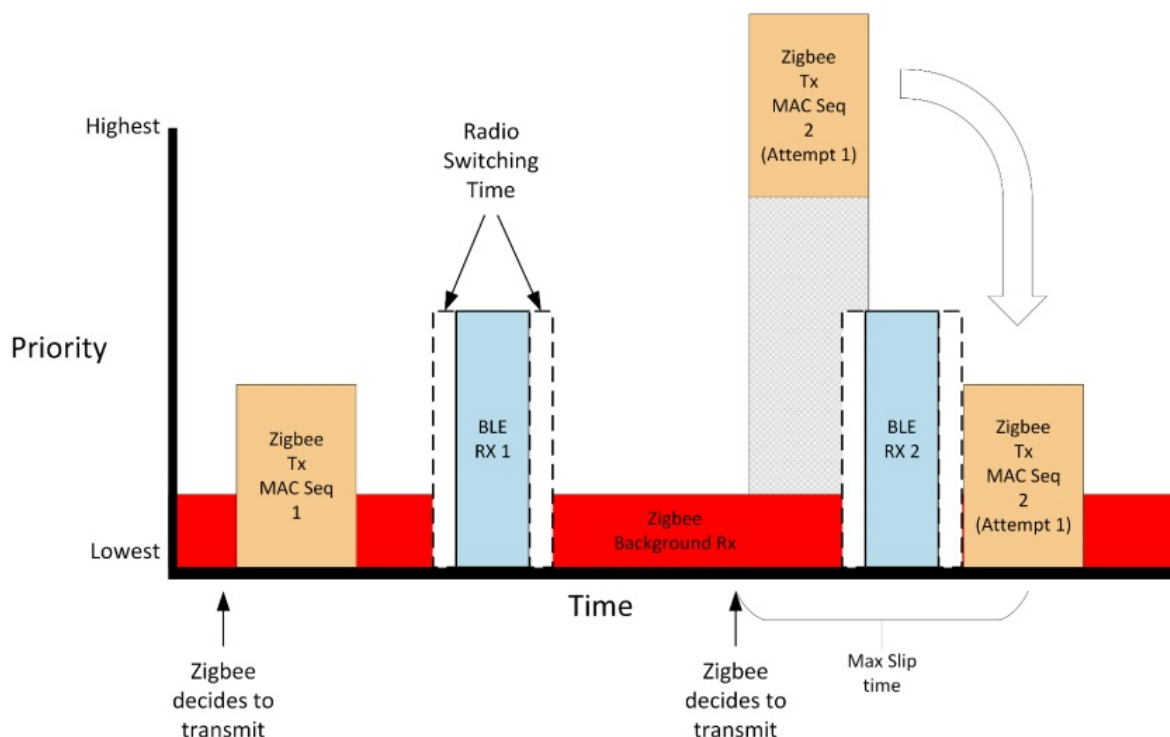 Zigbee
Tx
MAC Seq
2
(Attempt 1)
Highest
Radio
Switching
Time
Priority
Zigbee
Tx
MAC Seq
1
BLE
RX 1
BLE
RX 2
Zigbee
Tx
MAC Seq
2
(Attempt 1)
Zigbee
Background Rx
Lowest
Time
Zigbee
decides to
transmit
Zigbee
decides to
transmit
Max Slip
time